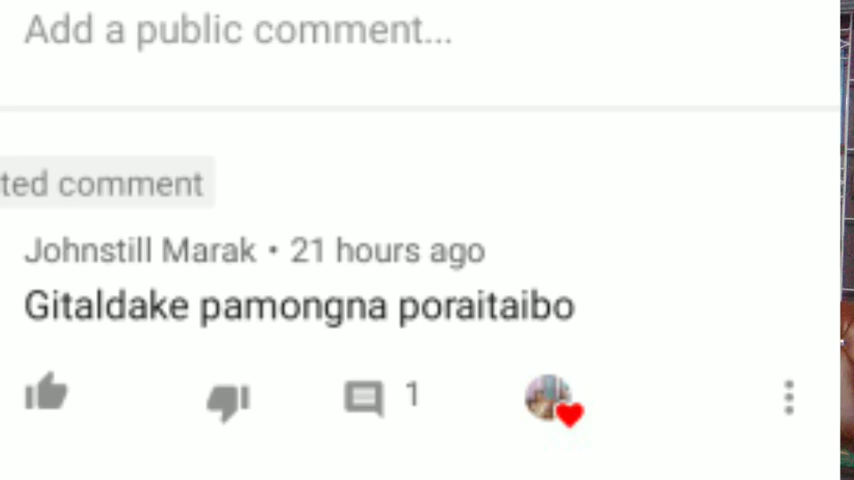 Add a public comment...
ted comment
Johnstill Marak • 21 hours ago
Gitaldake pamongna poraitaibo
1